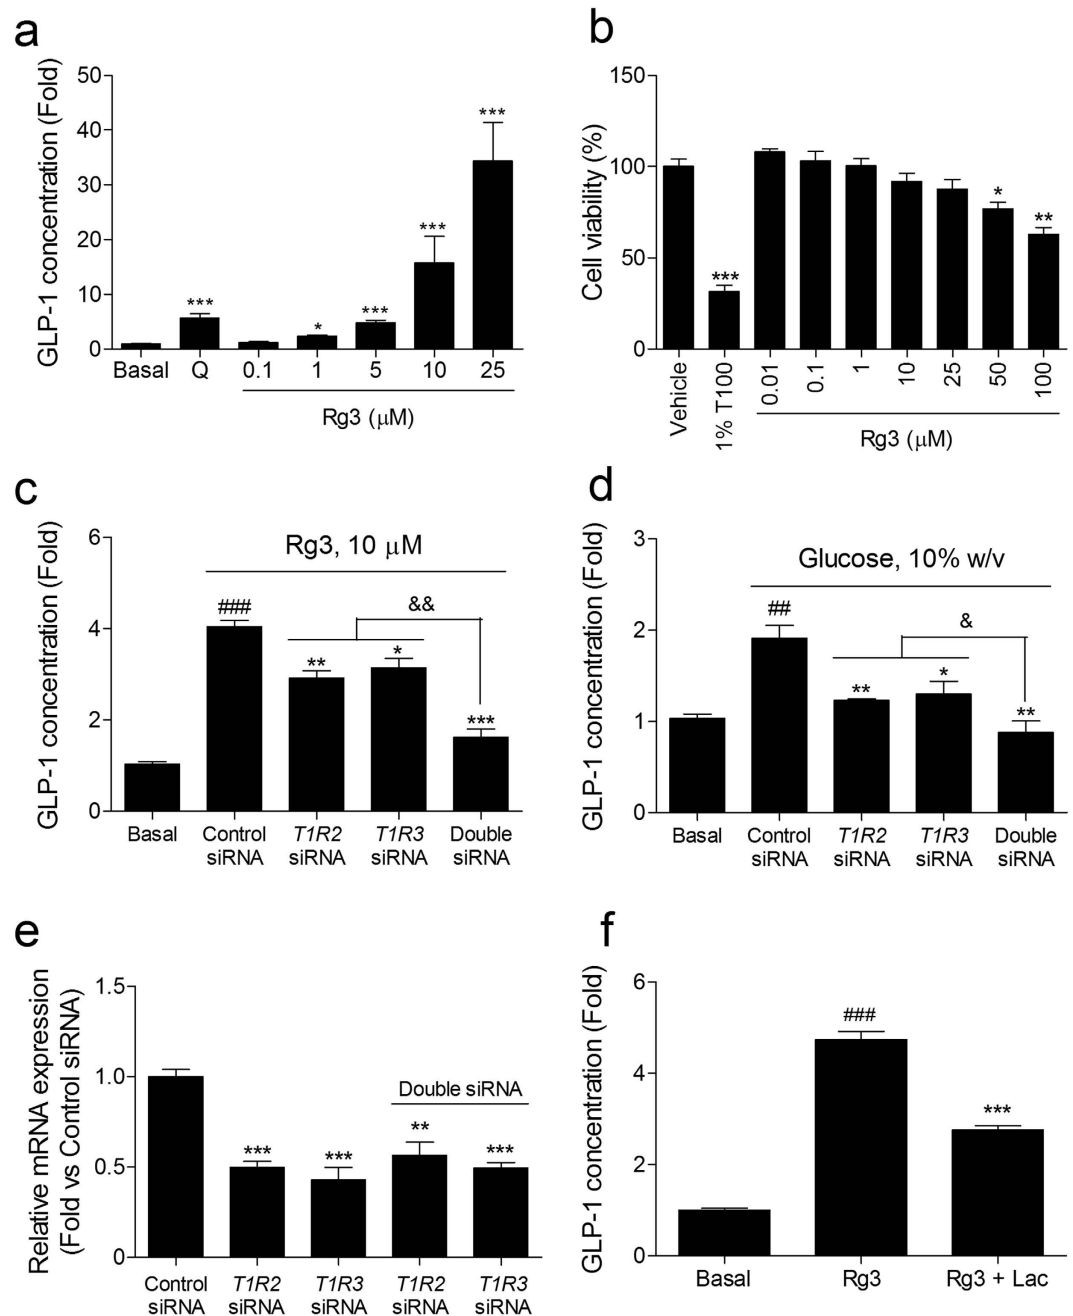 a
GLP-1 concentration (Fold)
50
40
30
20
10
0
***
*
***
***
***
Basal Q 0.1 1 5 10 25
Rg3 (μM)
b
Cell viability (%)
150
100
50
0
***
*
**
Vehicle 1% T100 0.01 0.1 1 10 25 50 100
Rg3 (μM)
c
GLP-1 concentration (Fold)
6
4
2
0
Rg3, 10 μM
###
&&
**
*
***
Basal Control T1R2 T1R3 Double
siRNA siRNA siRNA siRNA
d
GLP-1 concentration (Fold)
3
2
1
0
Glucose, 10% w/v
##
&
**
*
**
Basal Control T1R2 T1R3 Double
siRNA siRNA siRNA siRNA
e
Relative mRNA expression
(Fold vs Control siRNA)
1.5
1.0
0.5
0
Double siRNA
***
***
**
***
Control T1R2 T1R3 T1R2 T1R3
siRNA siRNA siRNA siRNA siRNA
f
GLP-1 concentration (Fold)
6
4
2
0
###
***
Basal Rg3 Rg3 + Lac